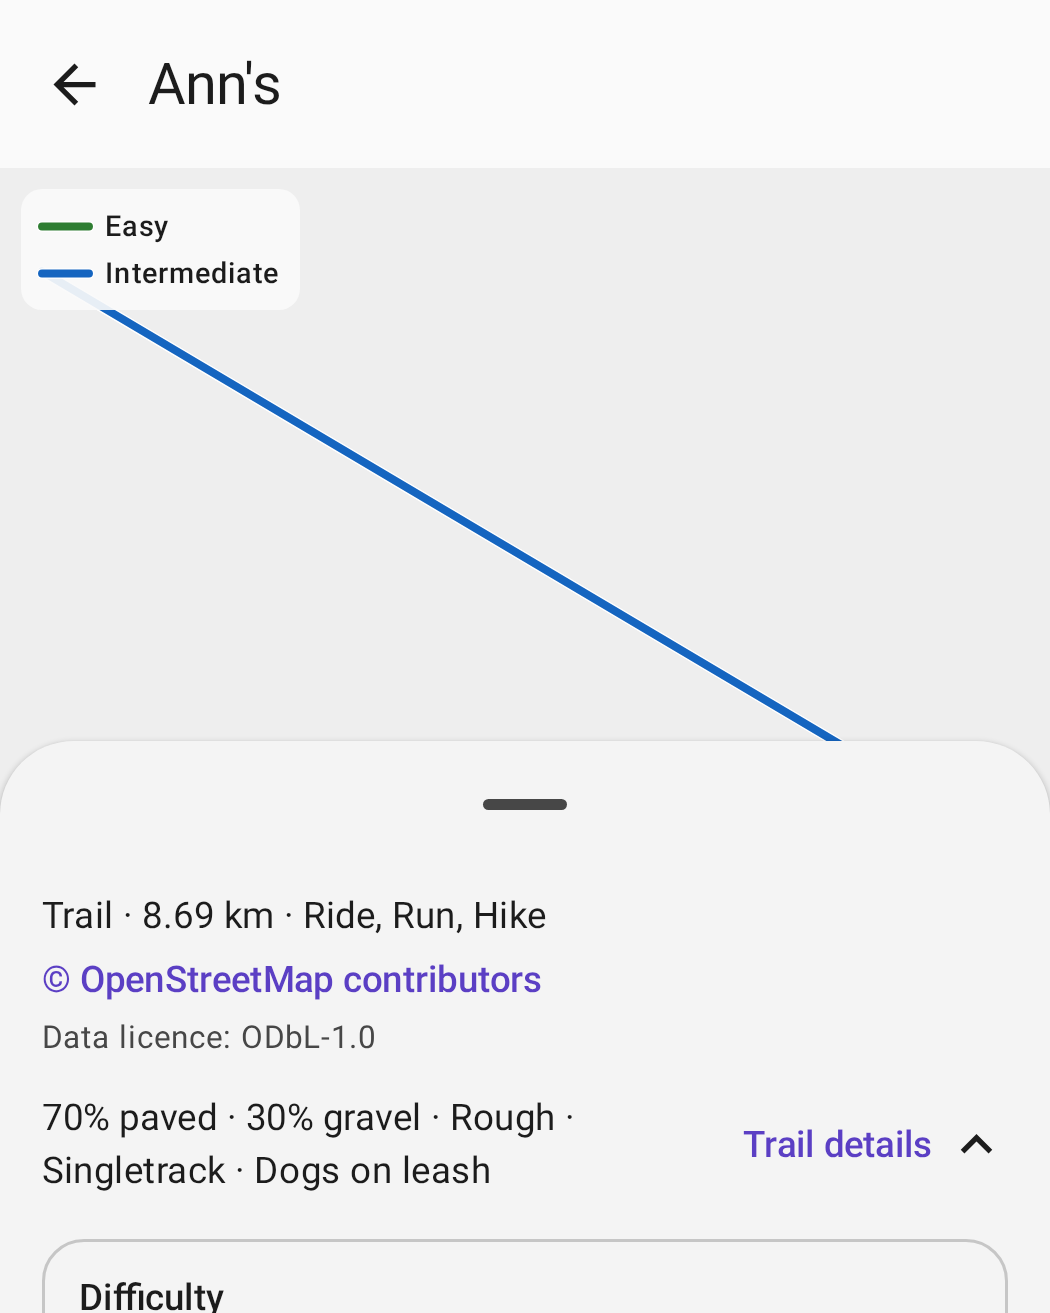 Ann's
Easy
Intermediate
Trail · 8.69 km · Ride, Run, Hike
© OpenStreetMap contributors
Data licence: ODbL-1.0
70% paved · 30% gravel · Rough ·
Singletrack · Dogs on leash
Trail details
Difficulty